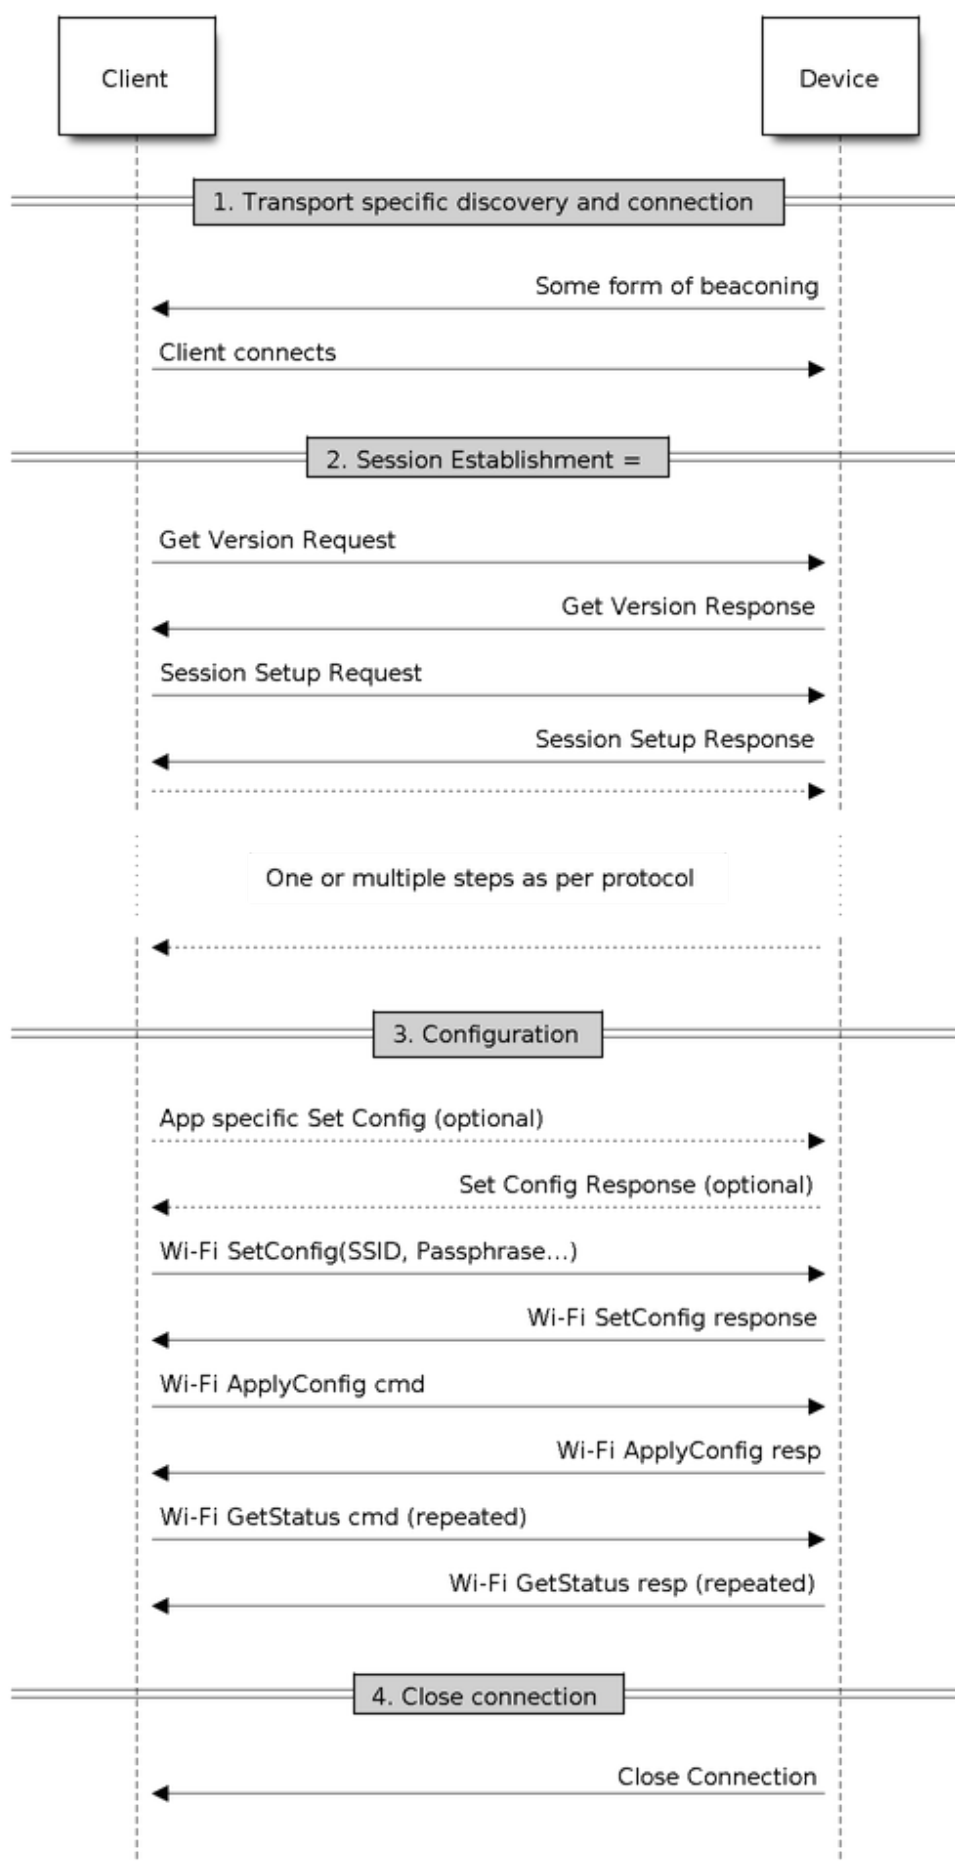 Client
Device
1. Transport specific discovery and connection
Some form of beaconing
Client connects
2. Session Establishment =
Get Version Request
Get Version Response
Session Setup Request
Session Setup Response
One or multiple steps as per protocol
3. Configuration
App specific Set Config (optional)
Set Config Response (optional)
Wi-Fi SetConfig(SSID, Passphrase...)
Wi-Fi SetConfig response
Wi-Fi ApplyConfig cmd
Wi-Fi ApplyConfig resp
Wi-Fi GetStatus cmd (repeated)
Wi-Fi GetStatus resp (repeated)
4. Close connection
Close Connection